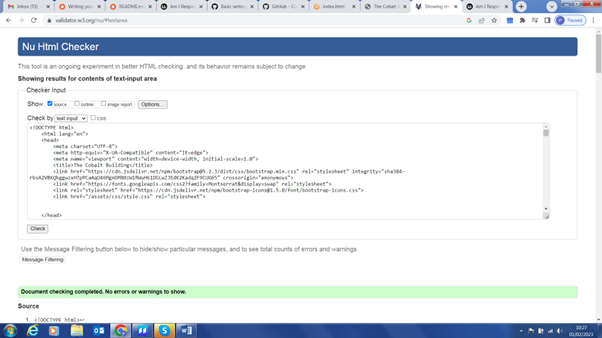 Inbox (55)
Writing your
README.m
Am I Respo
Basic writing
GitHub - C
index.html
The Cobalt
Showing res
Am I Respo
validator.w3.org/nu/#textarea
Paused
Nu Html Checker
This tool is an ongoing experiment in better HTML checking, and its behavior remains subject to change
Showing results for contents of text-input area
Checker Input
Show source outline image report Options...
Check by text input css
<!DOCTYPE html>
<html lang="en">
<head>
<meta charset="UTF-8">
<meta http-equiv="X-UA-Compatible" content="IE=edge">
<meta name="viewport" content="width=device-width, initial-scale=1.0">
<title>The Cobalt Building</title>
<link href="https://cdn.jsdelivr.net/npm/bootstrap@5.2.3/dist/css/bootstrap.min.css" rel="stylesheet" integrity="sha384-
crossorigin="anonymous">
<link href="https://fonts.googleapis.com/css2?family=Montserrat&display=swap" rel="stylesheet">
<link rel="stylesheet" href="https://cdn.jsdelivr.net/npm/bootstrap-icons@1.5.0/font/bootstrap-icons.css">
<link href="/assets/css/style.css" rel="stylesheet">
</head>
Check
Use the Message Filtering button below to hide/show particular messages, and to see total counts of errors and warnings.
Message Filtering
Document checking completed. No errors or warnings to show.
Source
1. <!DOCTYPE html>↩
10:27
01/02/2023